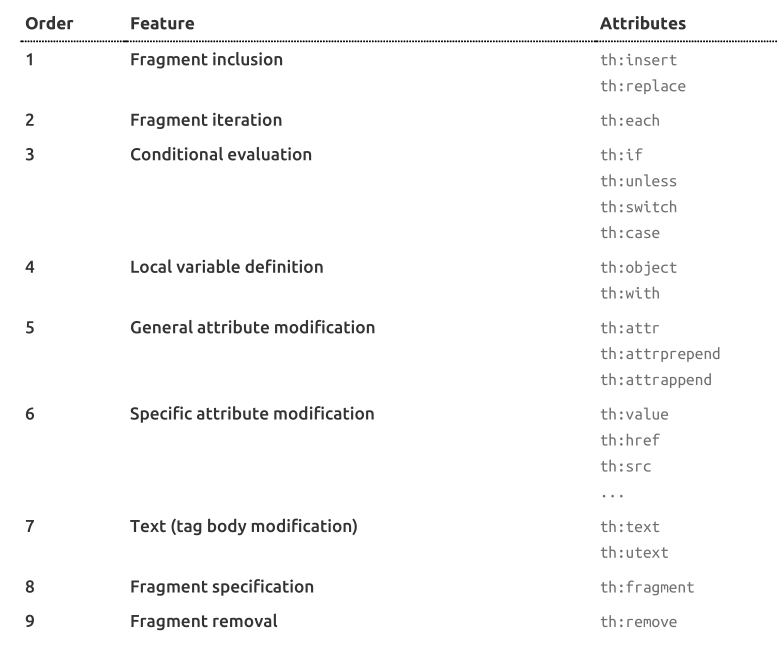 Order Feature Attributes
1 Fragment inclusion th:insert
th:replace
2 Fragment iteration th:each
3 Conditional evaluation th:if
th:unless
th:switch
th:case
4 Local variable definition th:object
th:with
5 General attribute modification th:attr
th:attrprepend
th:attrappend
6 Specific attribute modification th:value
th:href
th:src
...
7 Text (tag body modification) th:text
th:utext
8 Fragment specification th:fragment
9 Fragment removal th:remove